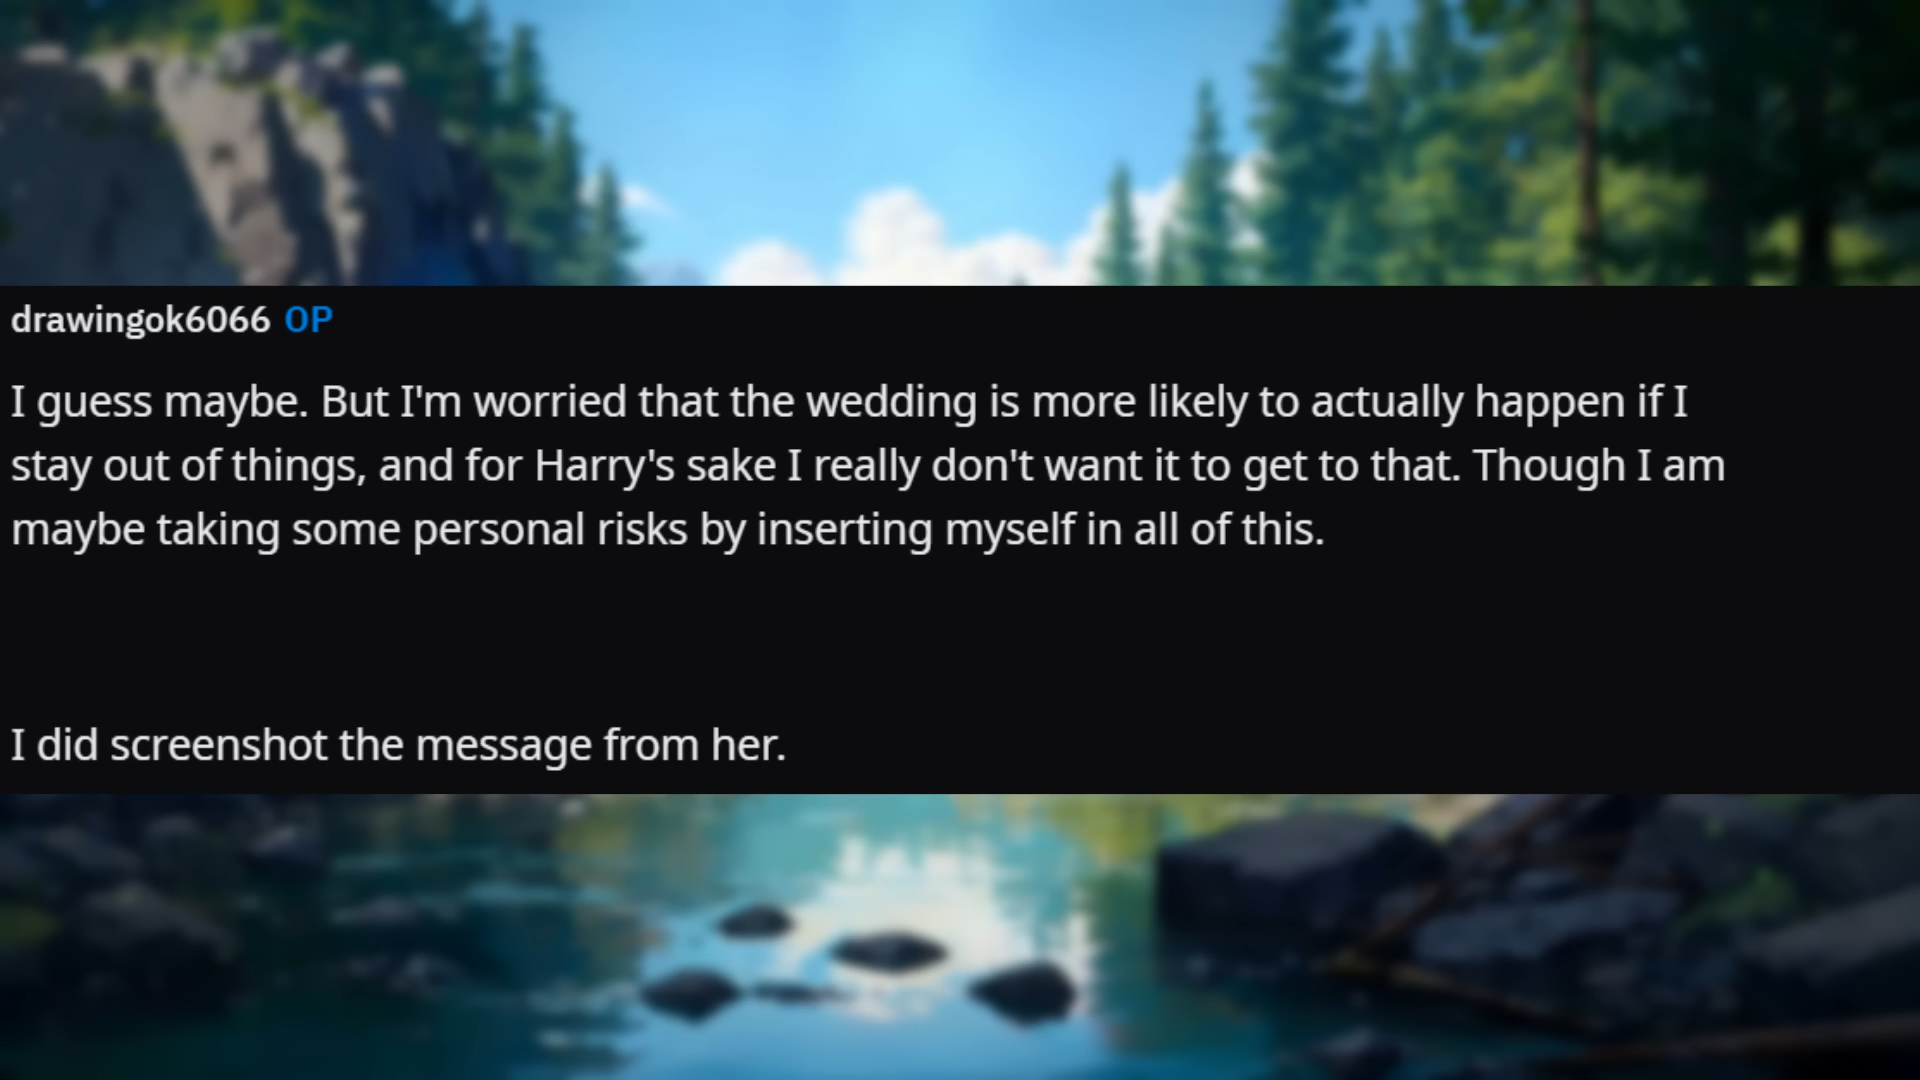 drawingok6066 OP
I guess maybe. But I'm worried that the wedding is more likely to actually happen if I
stay out of things, and for Harry's sake I really don't want it to get to that. Though I am
maybe taking some personal risks by inserting myself in all of this.
I did screenshot the message from her.